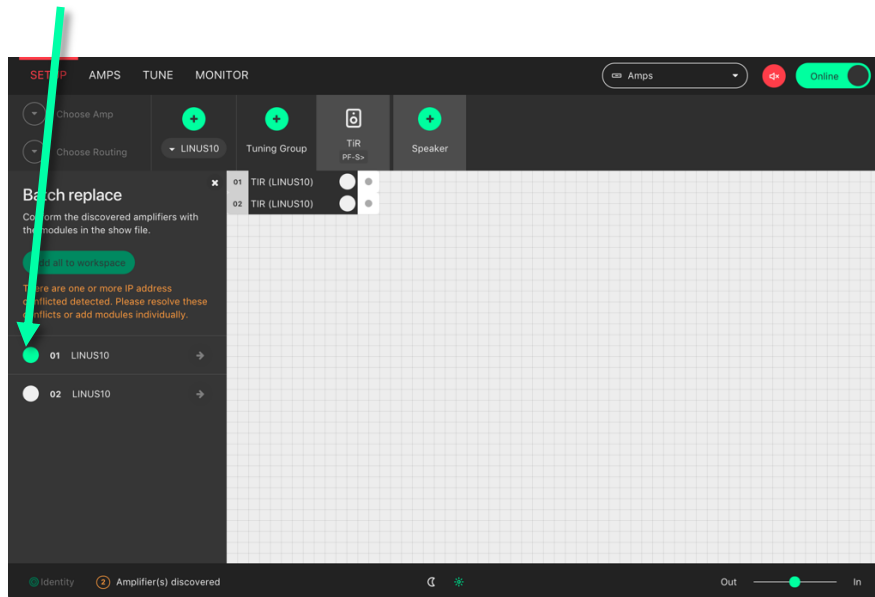 SETUP AMPS TUNE MONITOR Amps Online
Choose Amp
Choose Routing
LINUS10 Tuning Group TiR Speaker
PF-S>
Batch replace
Conform the discovered amplifiers with
the modules in the show file.
Add all to workspace
There are one or more IP address
conflicted detected. Please resolve these
conflicts or add modules individually.
01 LINUS10
02 LINUS10
01 TIR (LINUS10)
02 TIR (LINUS10)
Identity 2 Amplifier(s) discovered Out In